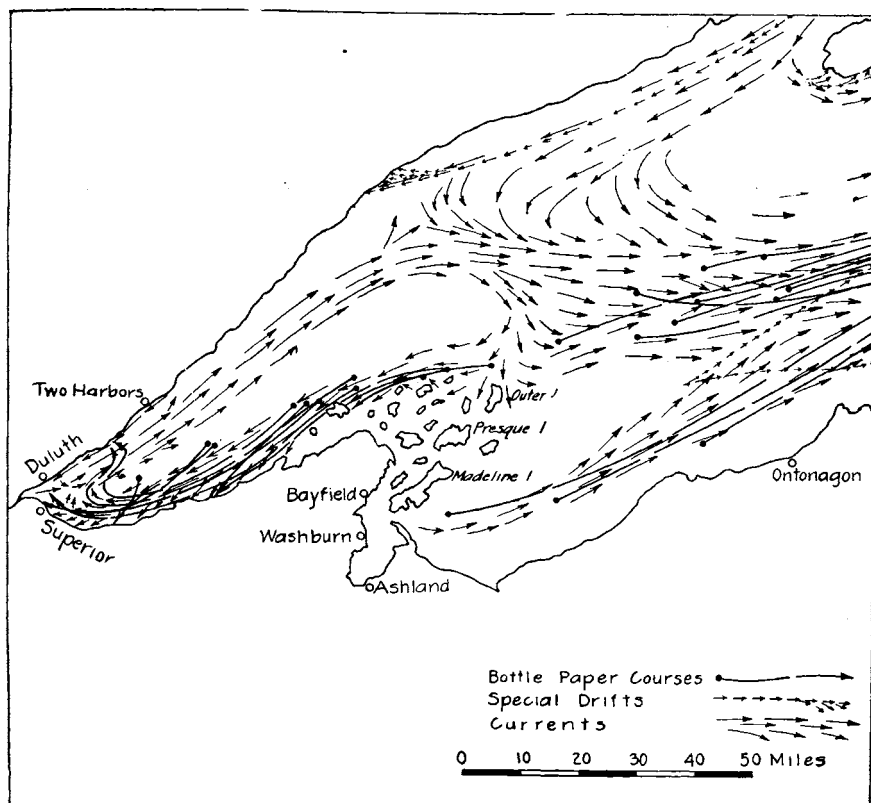 Two Harbors
Duluth
Superior
Outer I
Presque I
Madeline I
Bayfield
Washburn
Ashland
Ontonagon
Bottle Paper Courses
Special Drifts
Currents
0 10 20 30 40 50 Miles